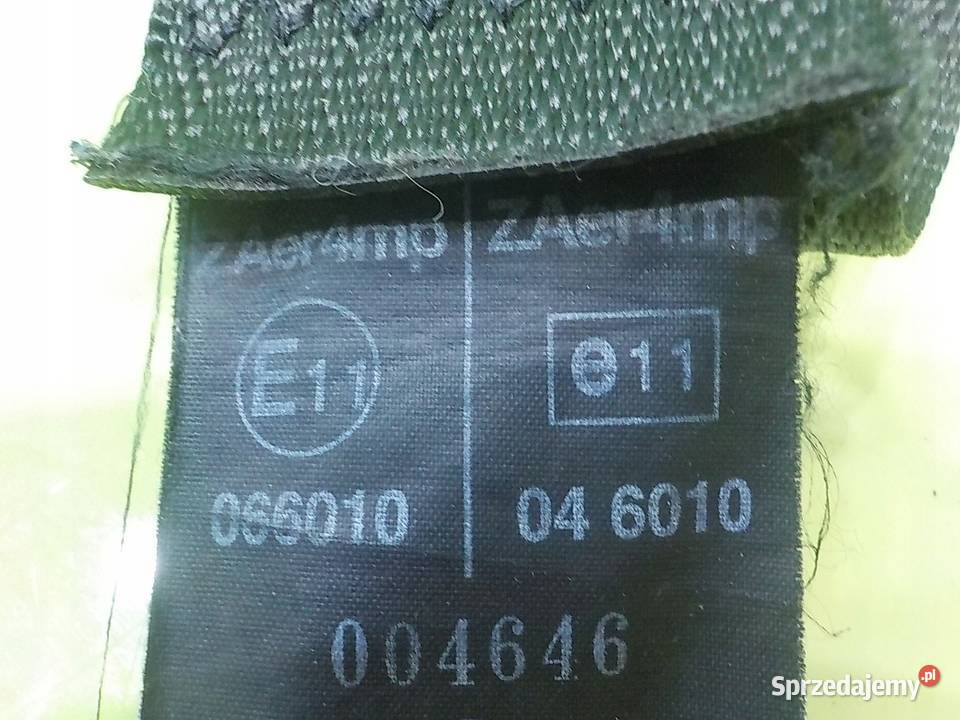 ZAer4mp ZAer4mp
E11 e11
066010 04 6010
004646
Sprzedajemy.pl